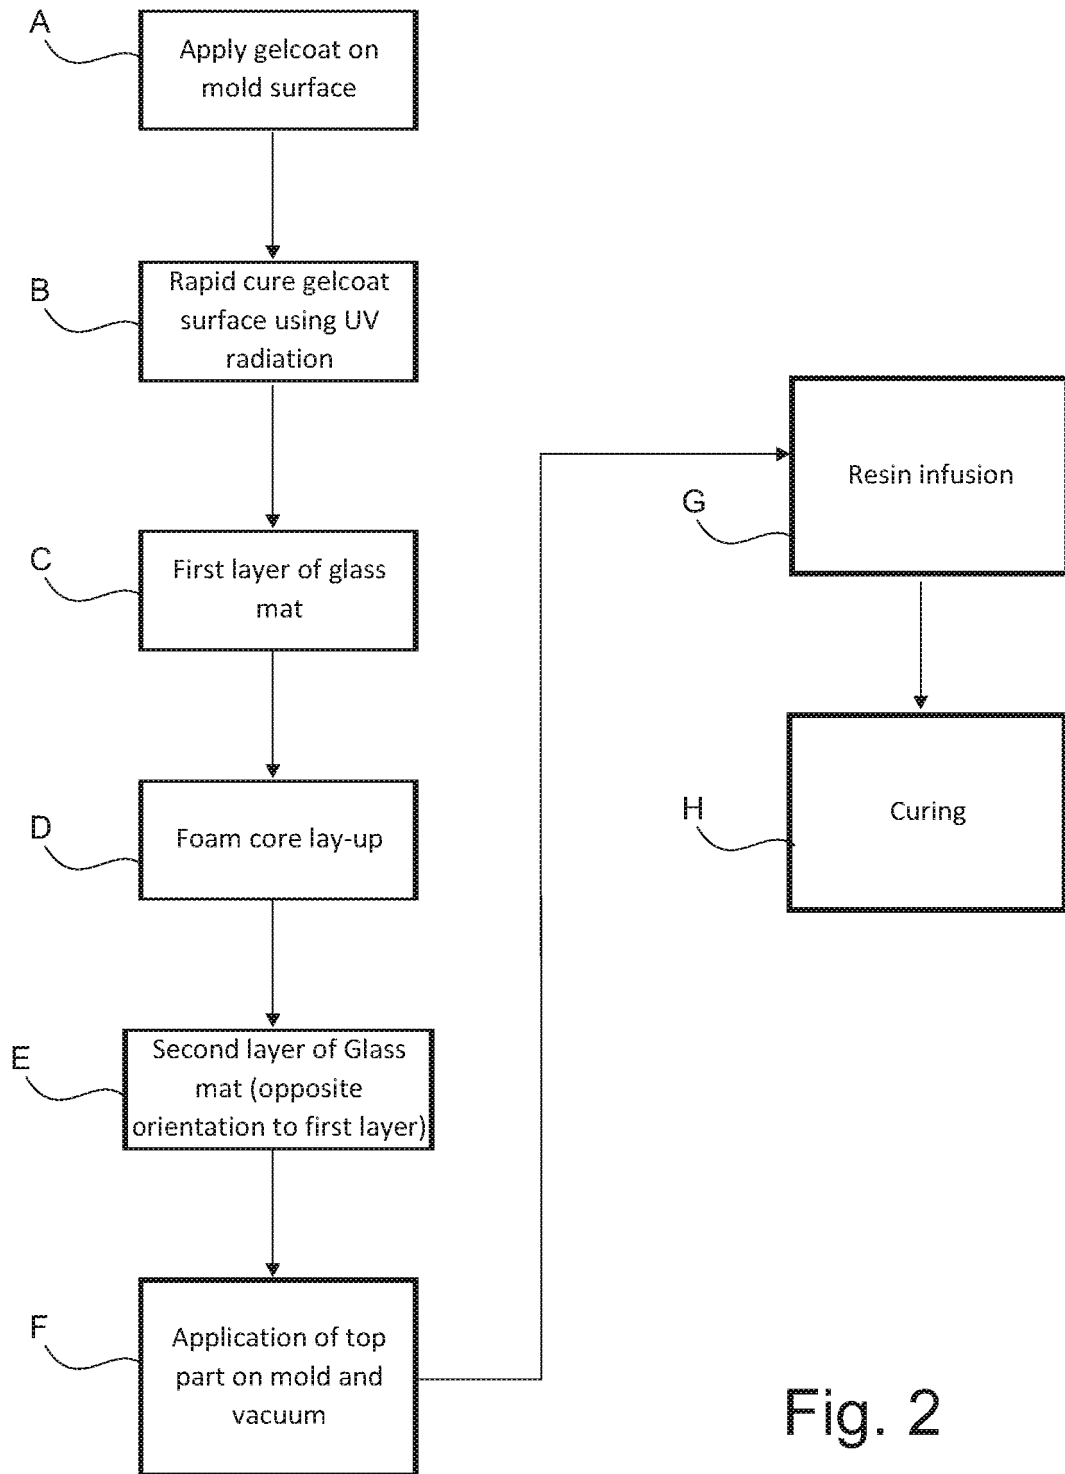 A
Apply gelcoat on
mold surface
B
Rapid cure gelcoat
surface using UV
radiation
C
First layer of glass
mat
D
Foam core lay-up
E
Second layer of Glass
mat (opposite
orientation to first layer)
F
Application of top
part on mold and
vacuum
G
Resin infusion
H
Curing
Fig. 2